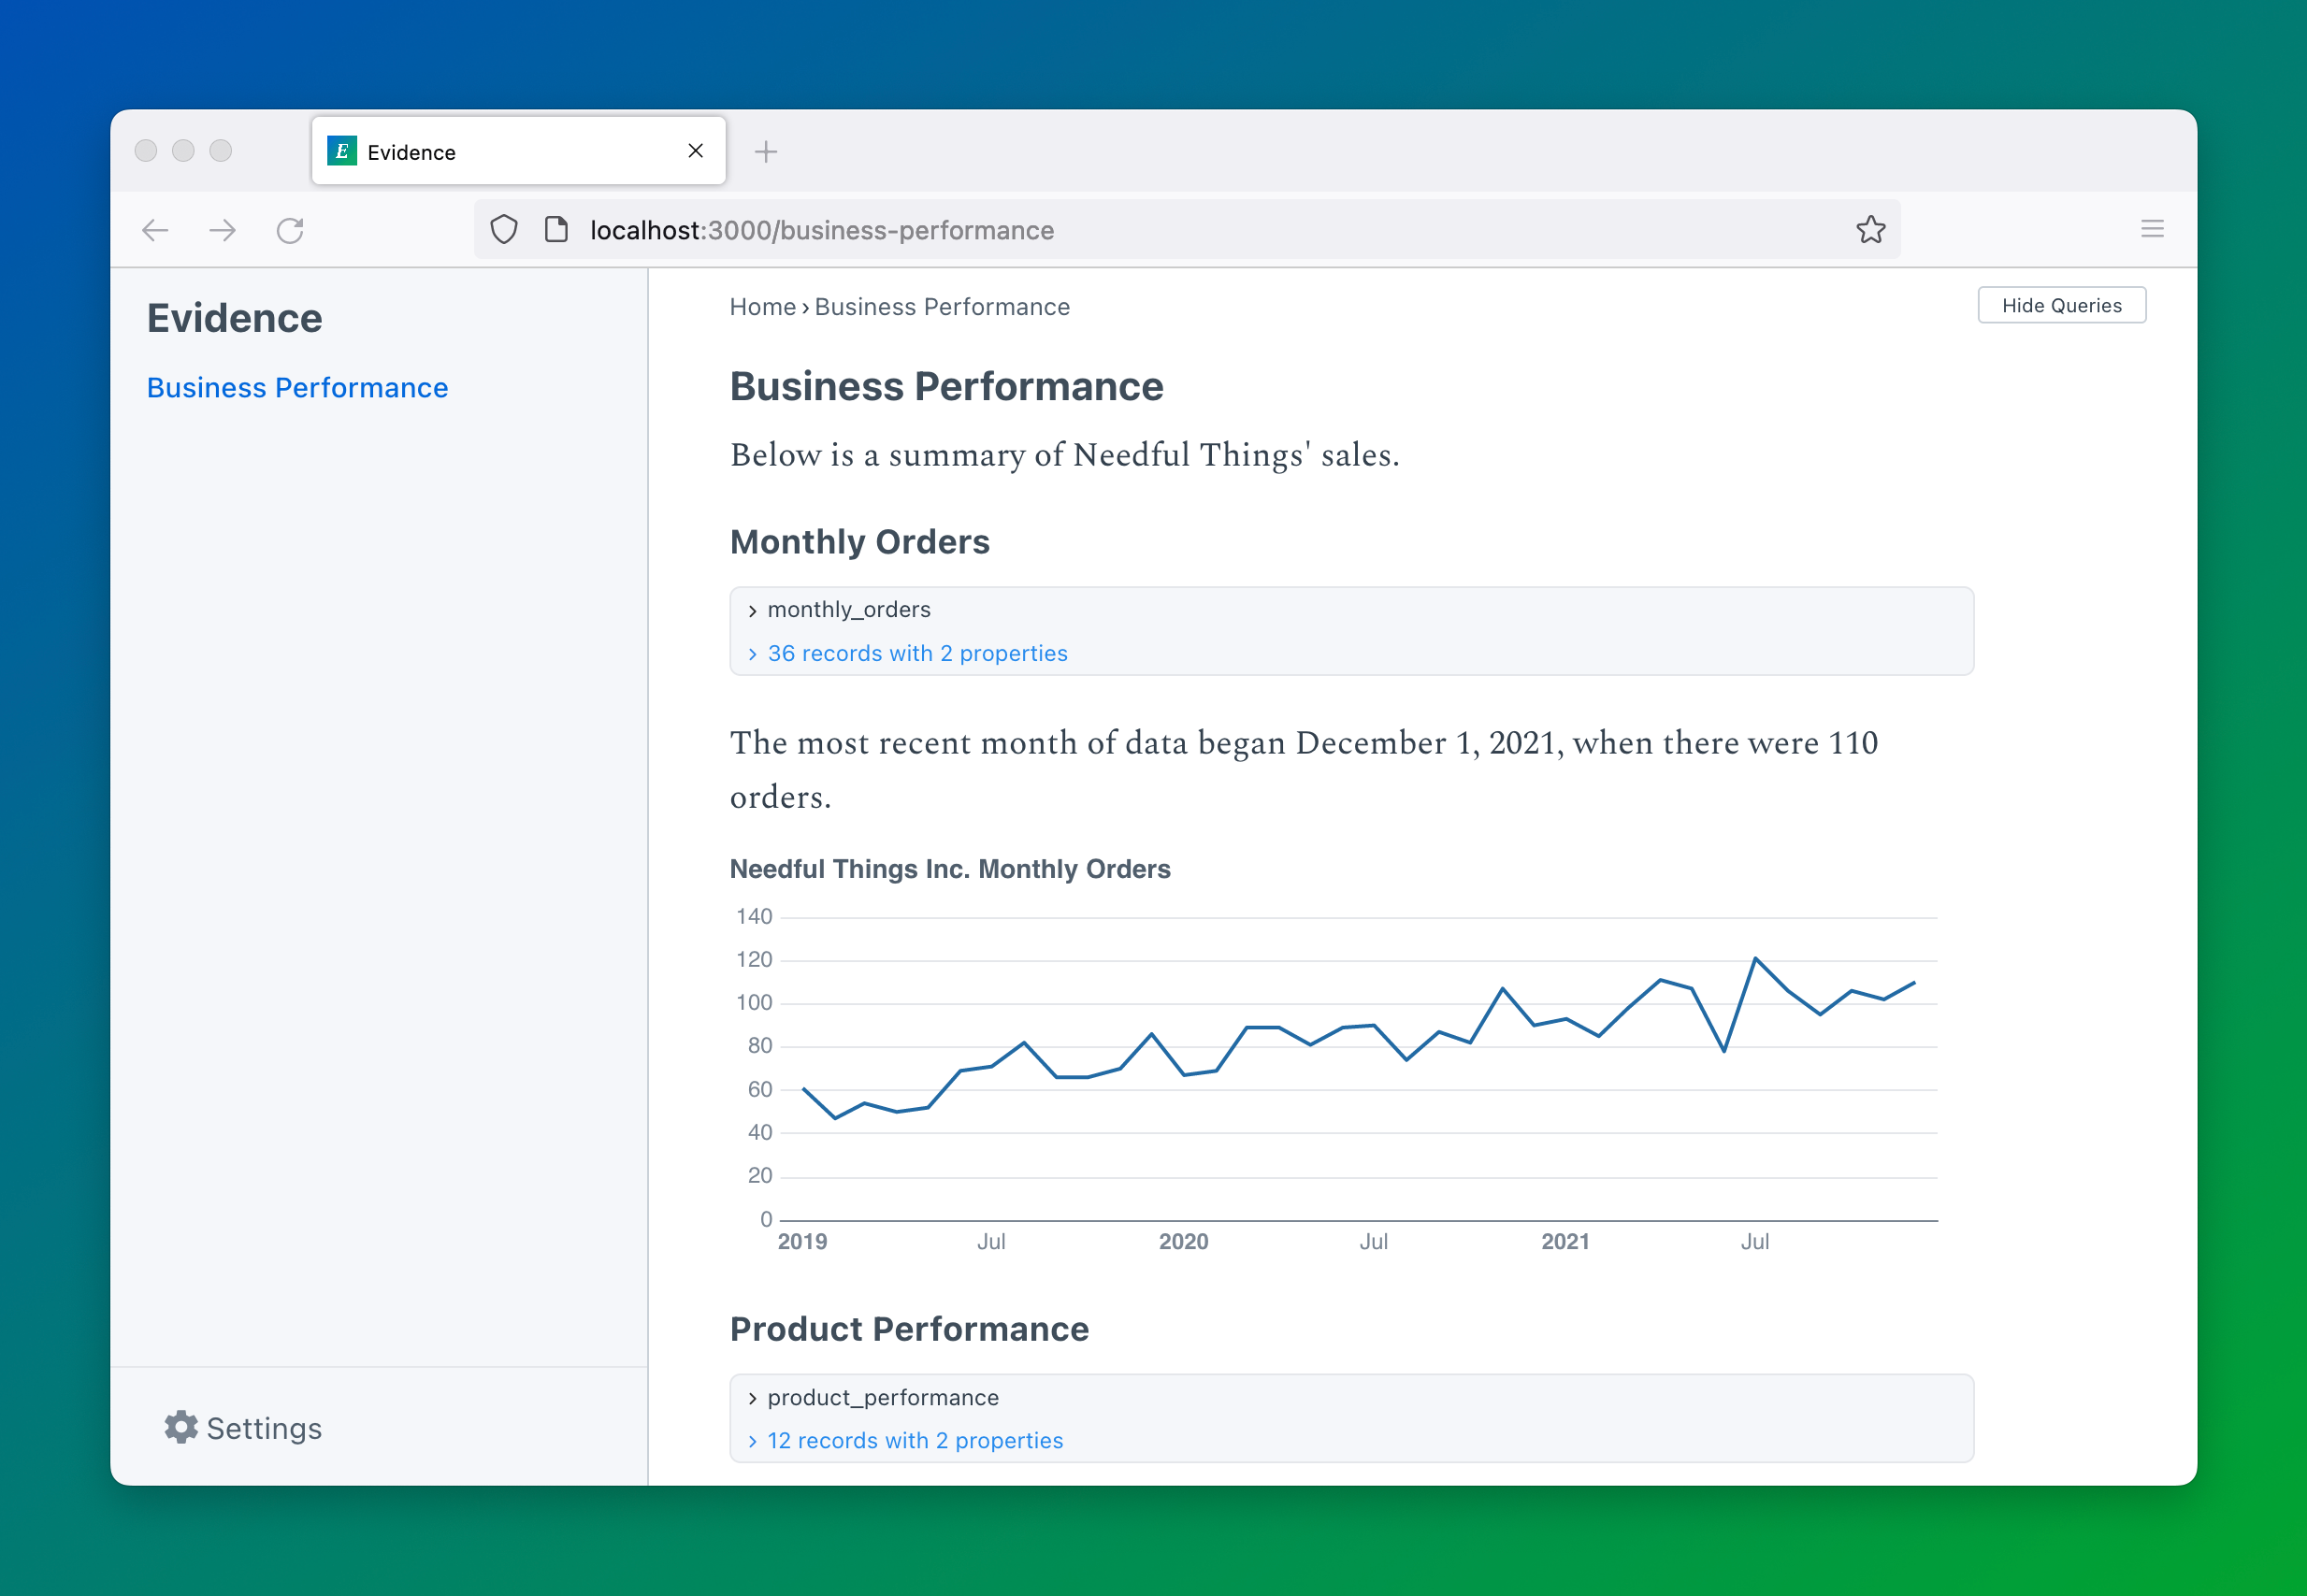 E Evidence
localhost:3000/business-performance
Evidence
Business Performance
Settings
Home › Business Performance
Hide Queries
Business Performance
Below is a summary of Needful Things' sales.
Monthly Orders
monthly_orders
36 records with 2 properties
The most recent month of data began December 1, 2021, when there were 110
orders.
Needful Things Inc. Monthly Orders
140
120
100
80
60
40
20
0
2019 Jul 2020 Jul 2021 Jul
Product Performance
product_performance
12 records with 2 properties